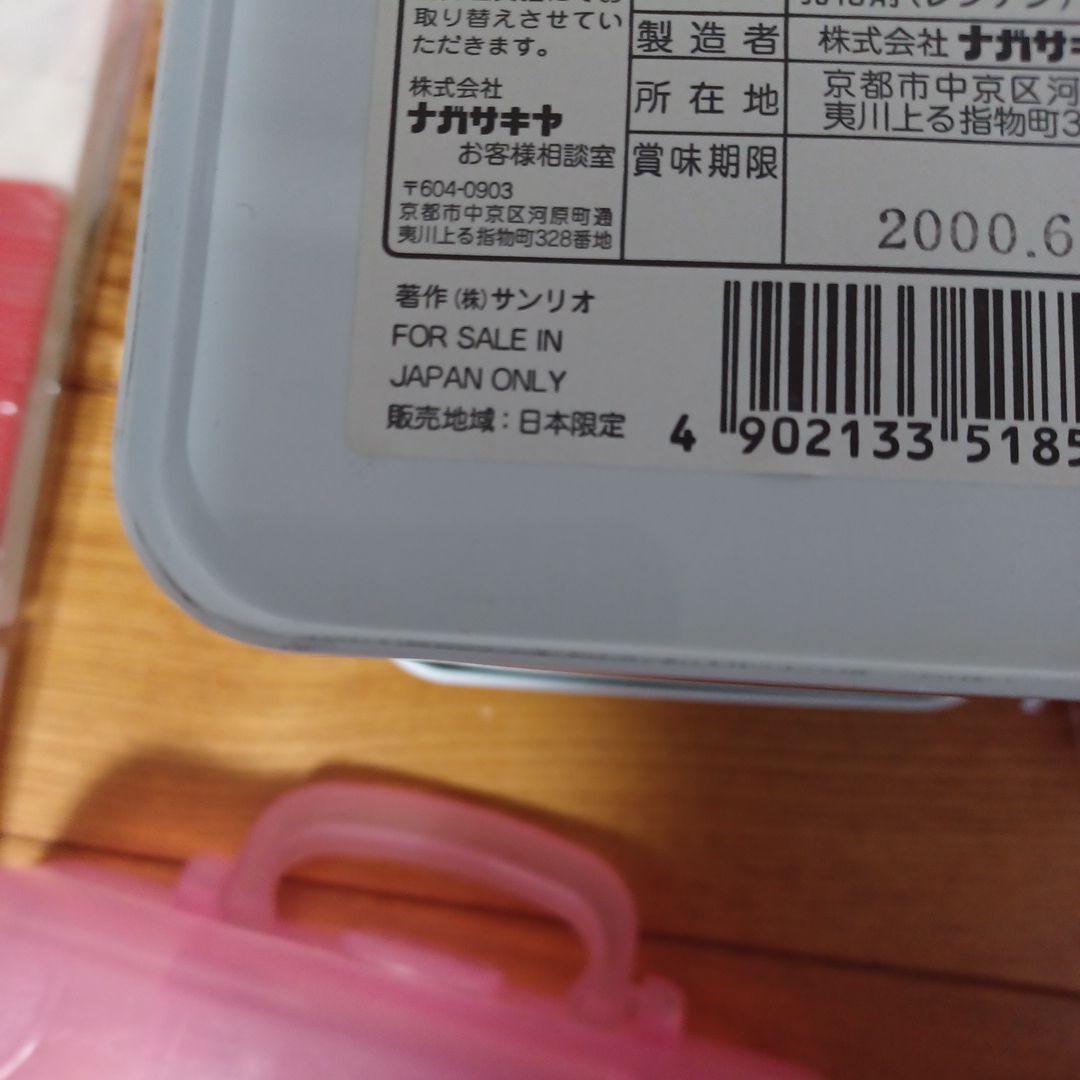 取り替えさせてい
ただきます。
株式会社
ナガサキヤ
お客様相談室
〒604-0903
京都市中京区河原町通
夷川上る指物町328番地
製造者
株式会社 ナガサキ
所在地
京都市中京区河
夷川上る指物町3
賞味期限
2000.6
著作(株)サンリオ
FOR SALE IN
JAPAN ONLY
販売地域:日本限定
4 902133 5185